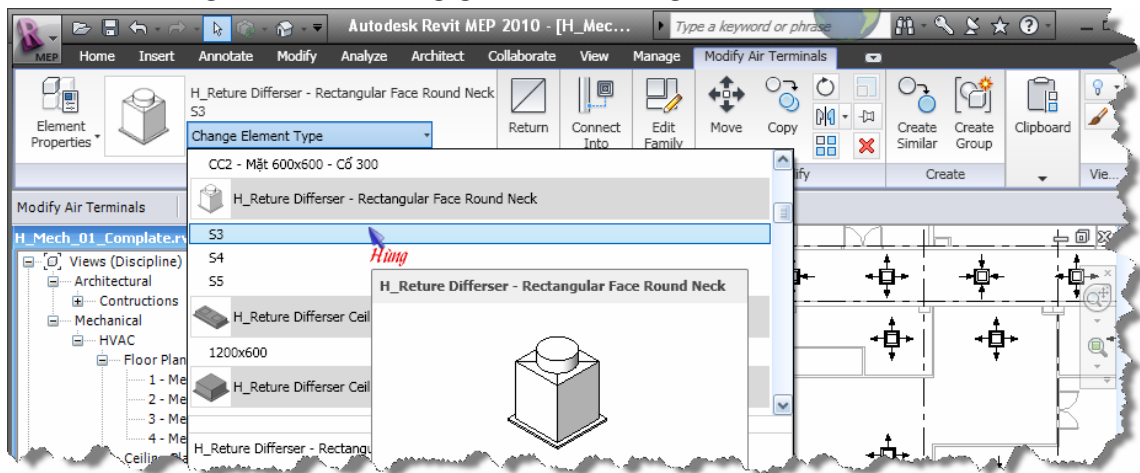 Autodesk Revit MEP 2010 - [H_Mec...
Type a keyword or phrase
MEP Home Insert Annotate Modify Analyze Architect Collaborate View Manage Modify Air Terminals
Element Properties
H_Reture Differser - Rectangular Face Round Neck
S3
Change Element Type
Return
Connect Into
Edit Family
Move
Copy
Create Similar
Create Group
Clipboard
Create
Vie...
Modify Air Terminals
CC2 - Mặt 600x600 - Cổ 300
H_Reture Differser - Rectangular Face Round Neck
S3
Hùng
S4
S5
H_Reture Differser - Rectangular Face Round Neck
H_Reture Differser Ceil
1200x600
H_Reture Differser Ceil
H_Reture Differser - Rectangu
H_Mech_01_Complate.rv
Views (Discipline)
Architectural
Contructions
Mechanical
HVAC
Floor Plan
1 - Me
2 - Me
3 - Me
4 - Me
Ceiling Pla